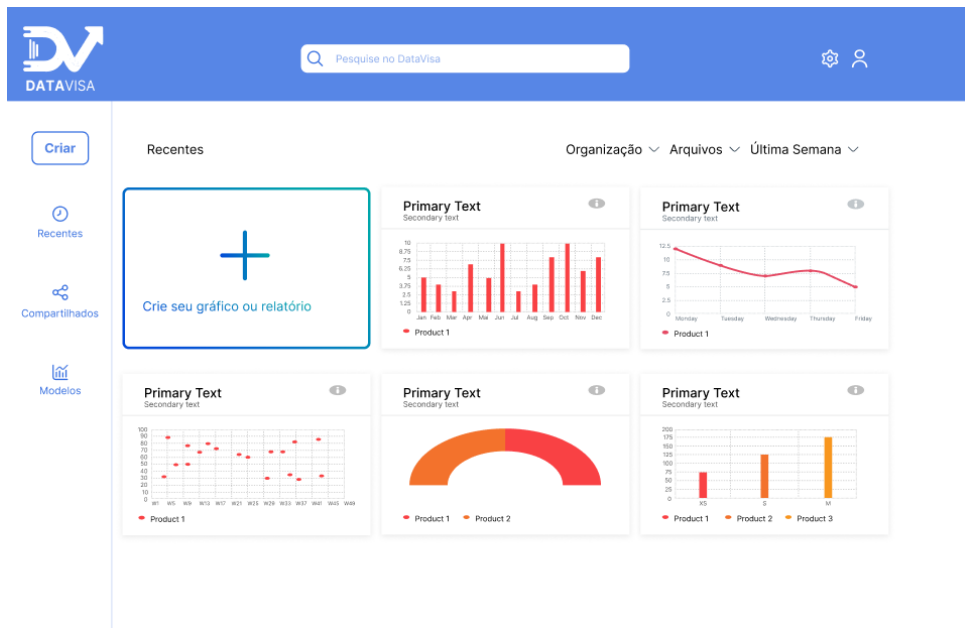 DATAVISA
Pesquise no DataVisa
Criar
Recentes
Compartilhados
Modelos
Recentes
Organização
Arquivos
Última Semana
Crie seu gráfico ou relatório
Primary Text
Secondary text
10
8.75
7.5
6.25
5
3.75
2.5
1.25
0
Jan Feb Mar Apr Mai Jun Jul Aug Sep Oct Nov Dec
Product 1
Primary Text
Secondary text
12.5
10
7.5
5
2.5
0
Monday Tuesday Wednesday Thursday Friday
Product 1
Primary Text
Secondary text
100
90
80
70
60
50
40
30
20
10
0
W1 W5 W9 W13 W17 W21 W25 W29 W33 W37 W41 W45 W49
Product 1
Primary Text
Secondary text
Product 1 Product 2
Primary Text
Secondary text
200
175
150
125
100
75
50
25
0
XS S M
Product 1 Product 2 Product 3